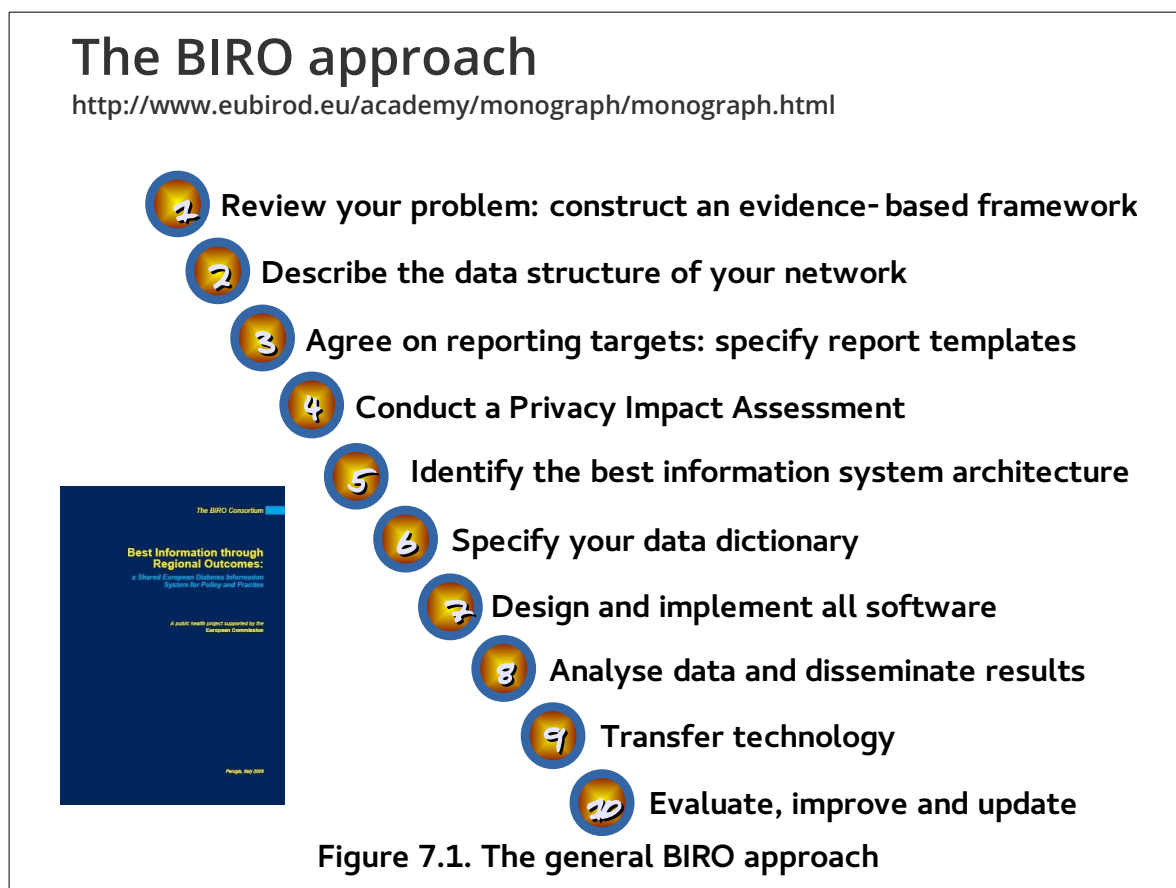 The BIRO approach
http://www.eubirod.eu/academy/monograph/monograph.html
1 Review your problem: construct an evidence-based framework
2 Describe the data structure of your network
3 Agree on reporting targets: specify report templates
4 Conduct a Privacy Impact Assessment
5 Identify the best information system architecture
6 Specify your data dictionary
7 Design and implement all software
8 Analyse data and disseminate results
9 Transfer technology
10 Evaluate, improve and update
The BIRO Consortium
Best Information through
Regional Outcomes:
a Shared European Diabetes Information
System for Policy and Practice
A public health project supported by the
European Commission
Perugia, Italy 2009
Figure 7.1. The general BIRO approach